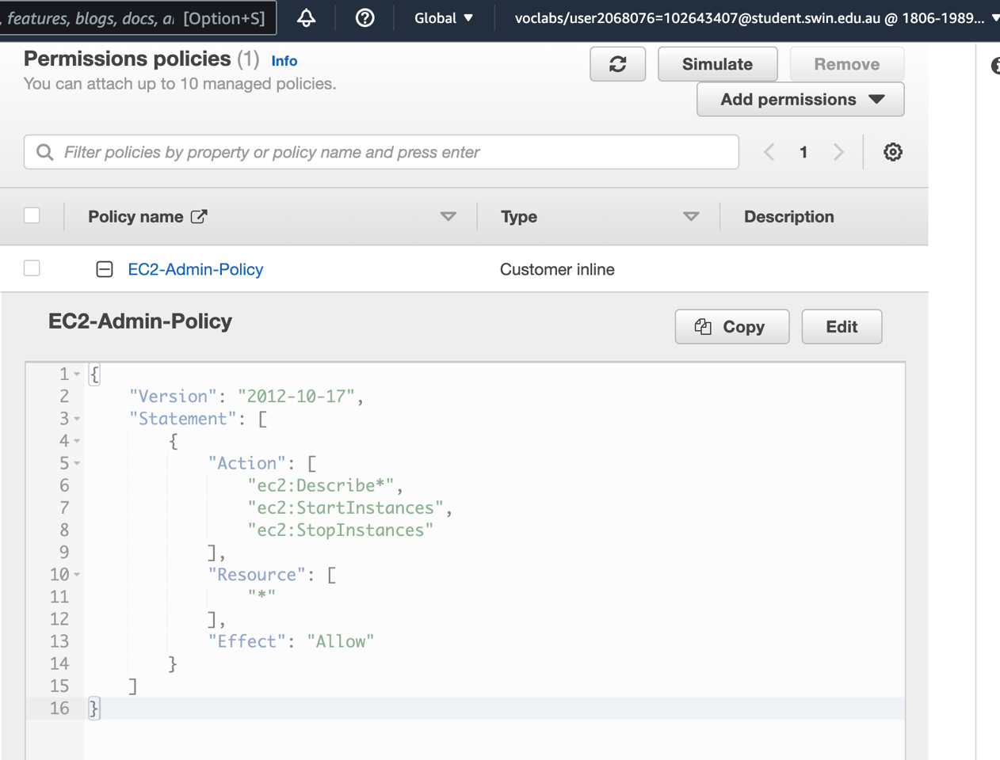 , features, blogs, docs, a [Option+S]
Global ▼
voclabs/user2068076=102643407@student.swin.edu.au @ 1806-1989... ▼
Permissions policies (1) Info
You can attach up to 10 managed policies.
Simulate
Remove
Add permissions
Filter policies by property or policy name and press enter
1
Policy name
Type
Description
EC2-Admin-Policy
Customer inline
EC2-Admin-Policy
Copy
Edit
1 {
2 "Version": "2012-10-17",
3 "Statement": [
4 {
5 "Action": [
6 "ec2:Describe*",
7 "ec2:StartInstances",
8 "ec2:StopInstances"
9 ],
10 "Resource": [
11 "*"
12 ],
13 "Effect": "Allow"
14 }
15 ]
16 }